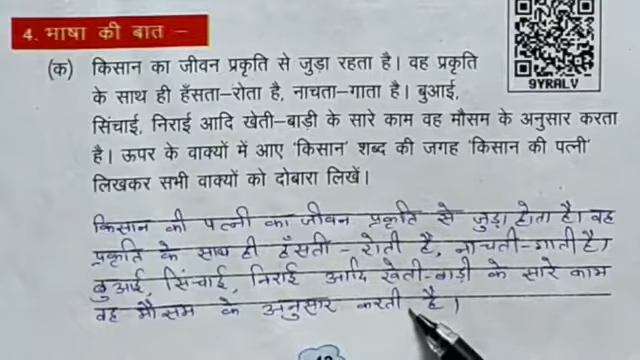 4. भाषा की बात –
9YRALV
(क) किसान का जीवन प्रकृति से जुड़ा रहता है। वह प्रकृति
के साथ ही हँसता–रोता है, नाचता–गाता है। बुआई,
सिंचाई, निराई आदि खेती–बाड़ी के सारे काम वह मौसम के अनुसार करता
है। ऊपर के वाक्यों में आए 'किसान' शब्द की जगह 'किसान की पत्नी'
लिखकर सभी वाक्यों को दोबारा लिखें।
किसान की पत्नी का जीवन प्रकृति से जुड़ा होता है। वह
प्रकृति के साथ ही हँसती – रोती है, नाचती–गाती है।
बुआई, सिंचाई, निराई आदि खेती–बाड़ी के सारे काम
वह मौसम के अनुसार करती है।